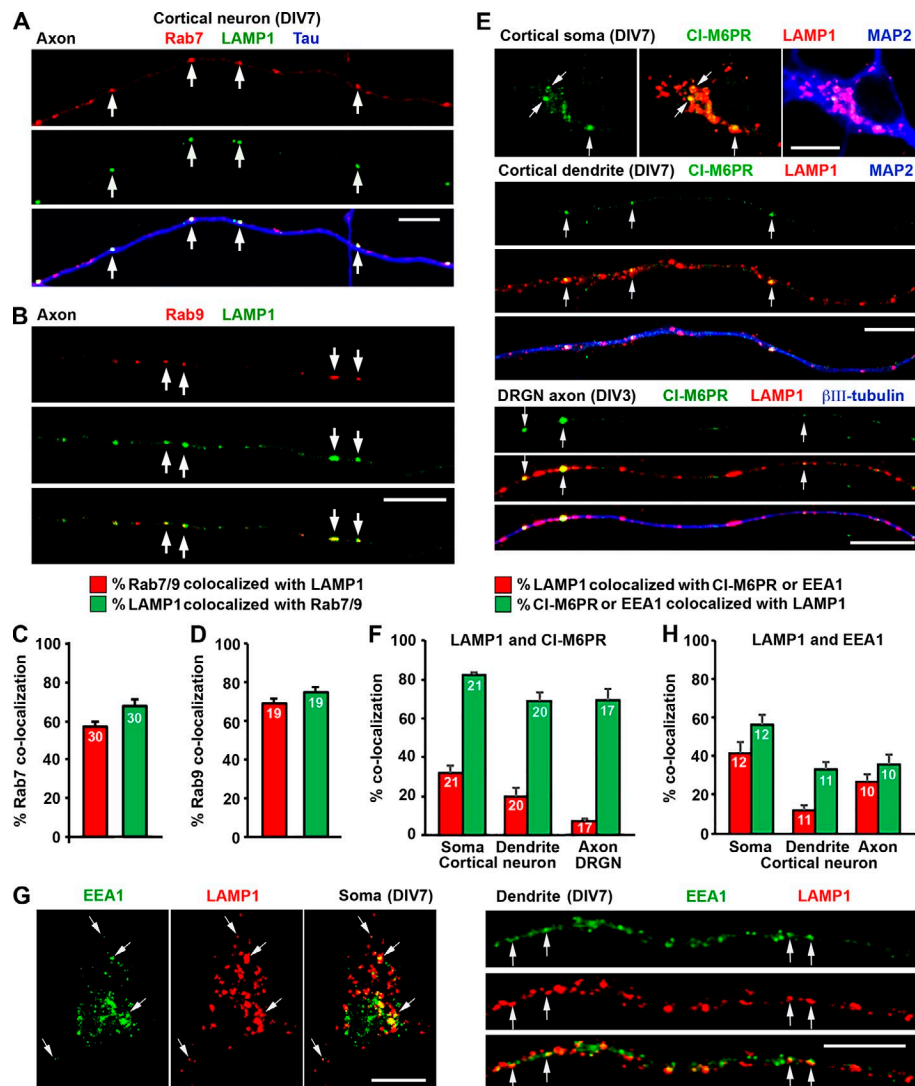 A
Cortical neuron (DIV7)
Axon Rab7 LAMP1 Tau
B
Axon Rab9 LAMP1
% Rab7/9 colocalized with LAMP1
% LAMP1 colocalized with Rab7/9
E
Cortical soma (DIV7) CI-M6PR LAMP1 MAP2
Cortical dendrite (DIV7) CI-M6PR LAMP1 MAP2
DRGN axon (DIV3) CI-M6PR LAMP1 βIII-tubulin
% LAMP1 colocalized with CI-M6PR or EEA1
% CI-M6PR or EEA1 colocalized with LAMP1
C
% Rab7 co-localization
100
80
60
40
20
0
30 30
D
% Rab9 co-localization
100
80
60
40
20
0
19 19
F
LAMP1 and CI-M6PR
% co-localization
100
80
60
40
20
0
21 21 20 20 17 17
Soma Dendrite Axon
Cortical neuron DRGN
H
LAMP1 and EEA1
% co-localization
100
80
60
40
20
0
12 12 11 11 10 10
Soma Dendrite Axon
Cortical neuron
G
EEA1 LAMP1 Soma (DIV7)
Dendrite (DIV7) EEA1 LAMP1